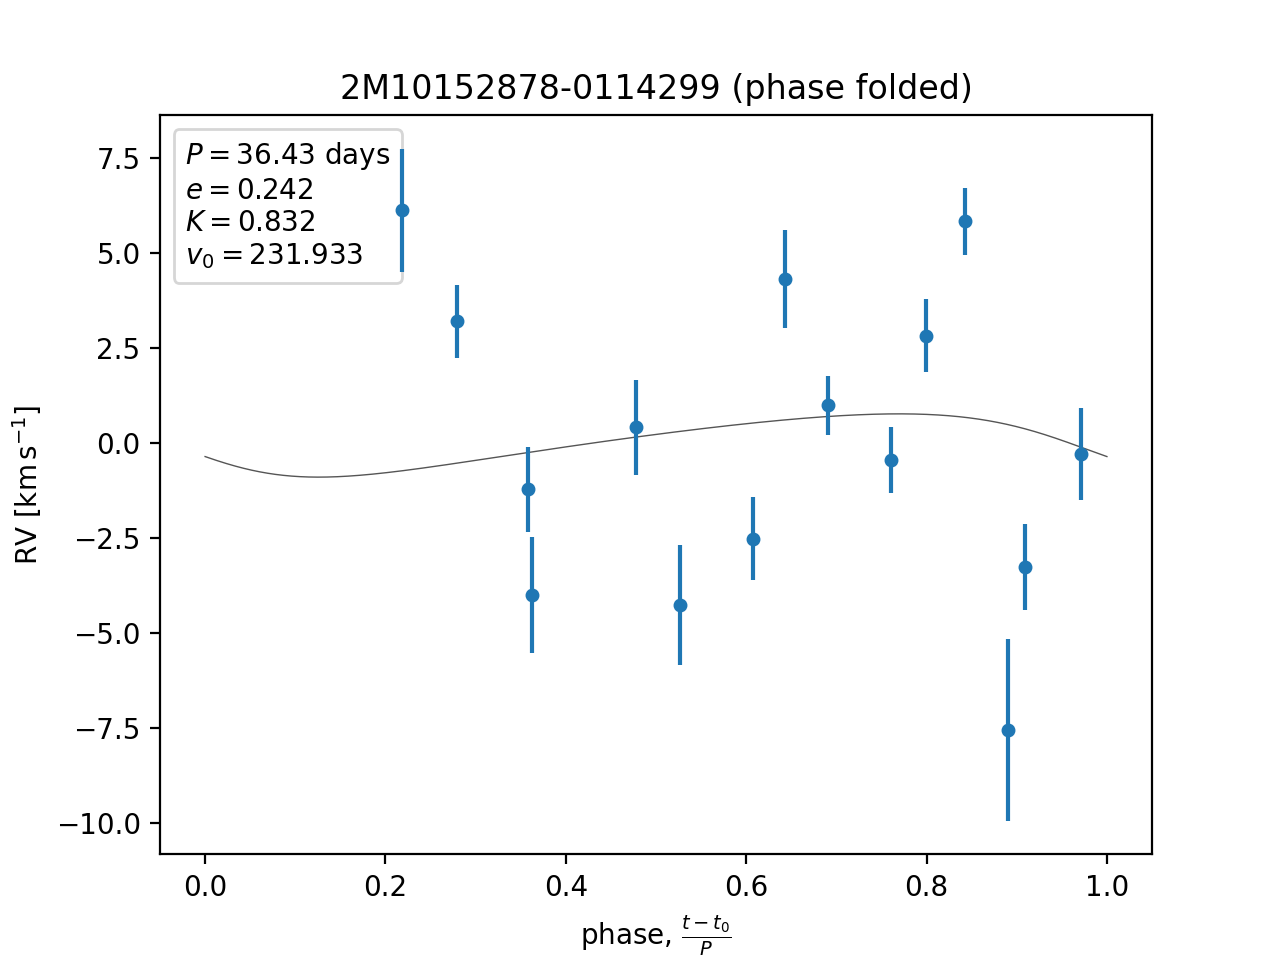 2M10152878-0114299 (phase folded)
P = 36.43 days
e = 0.242
K = 0.832
v₀ = 231.933
7.5
5.0
2.5
0.0
−2.5
−5.0
−7.5
−10.0
RV [km s⁻¹]
0.0 0.2 0.4 0.6 0.8 1.0
phase, (t − t₀)/P